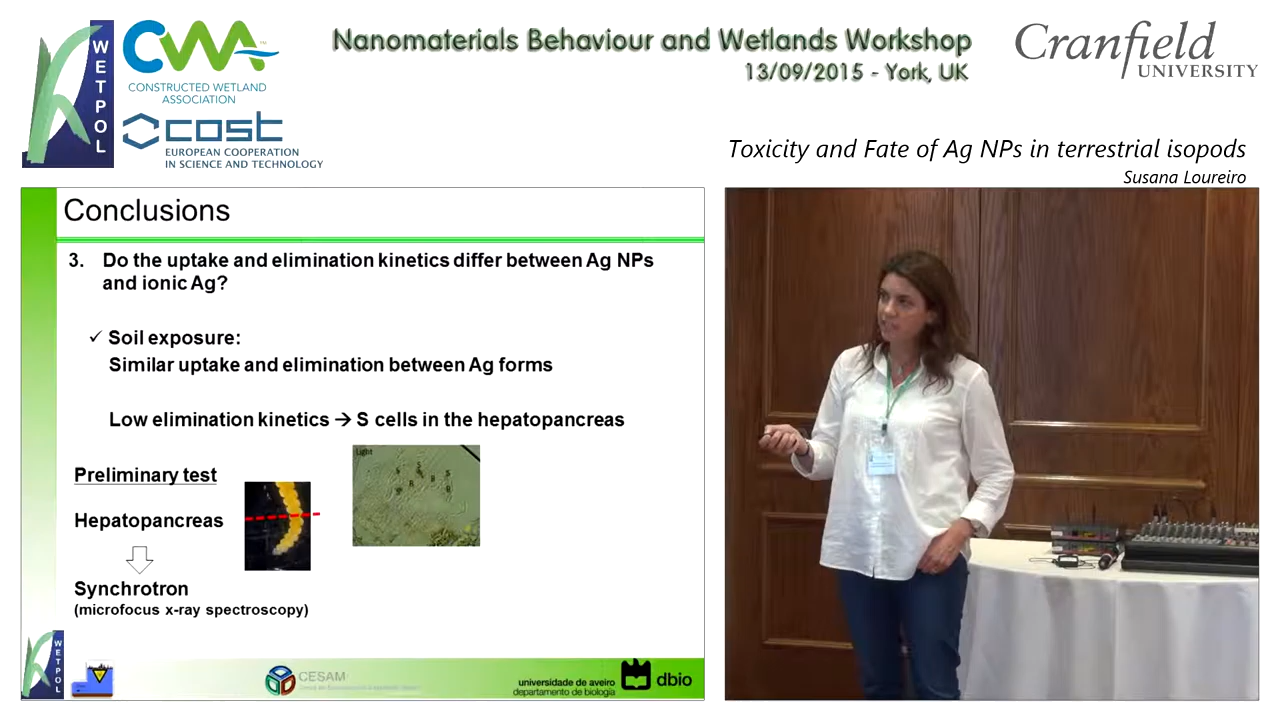 WETPOL
CWA
CONSTRUCTED WETLAND
ASSOCIATION
cost
EUROPEAN COOPERATION
IN SCIENCE AND TECHNOLOGY
Nanomaterials Behaviour and Wetlands Workshop
13/09/2015 - York, UK
Cranfield
UNIVERSITY
Toxicity and Fate of Ag NPs in terrestrial isopods
Susana Loureiro
Conclusions
3. Do the uptake and elimination kinetics differ between Ag NPs
and ionic Ag?
✓ Soil exposure:
Similar uptake and elimination between Ag forms
Low elimination kinetics → S cells in the hepatopancreas
Preliminary test
Light
S S S
R R
B
Hepatopancreas
Synchrotron
(microfocus x-ray spectroscopy)
WETPOL
CESAM
universidade de aveiro
departamento de biologia
dbio